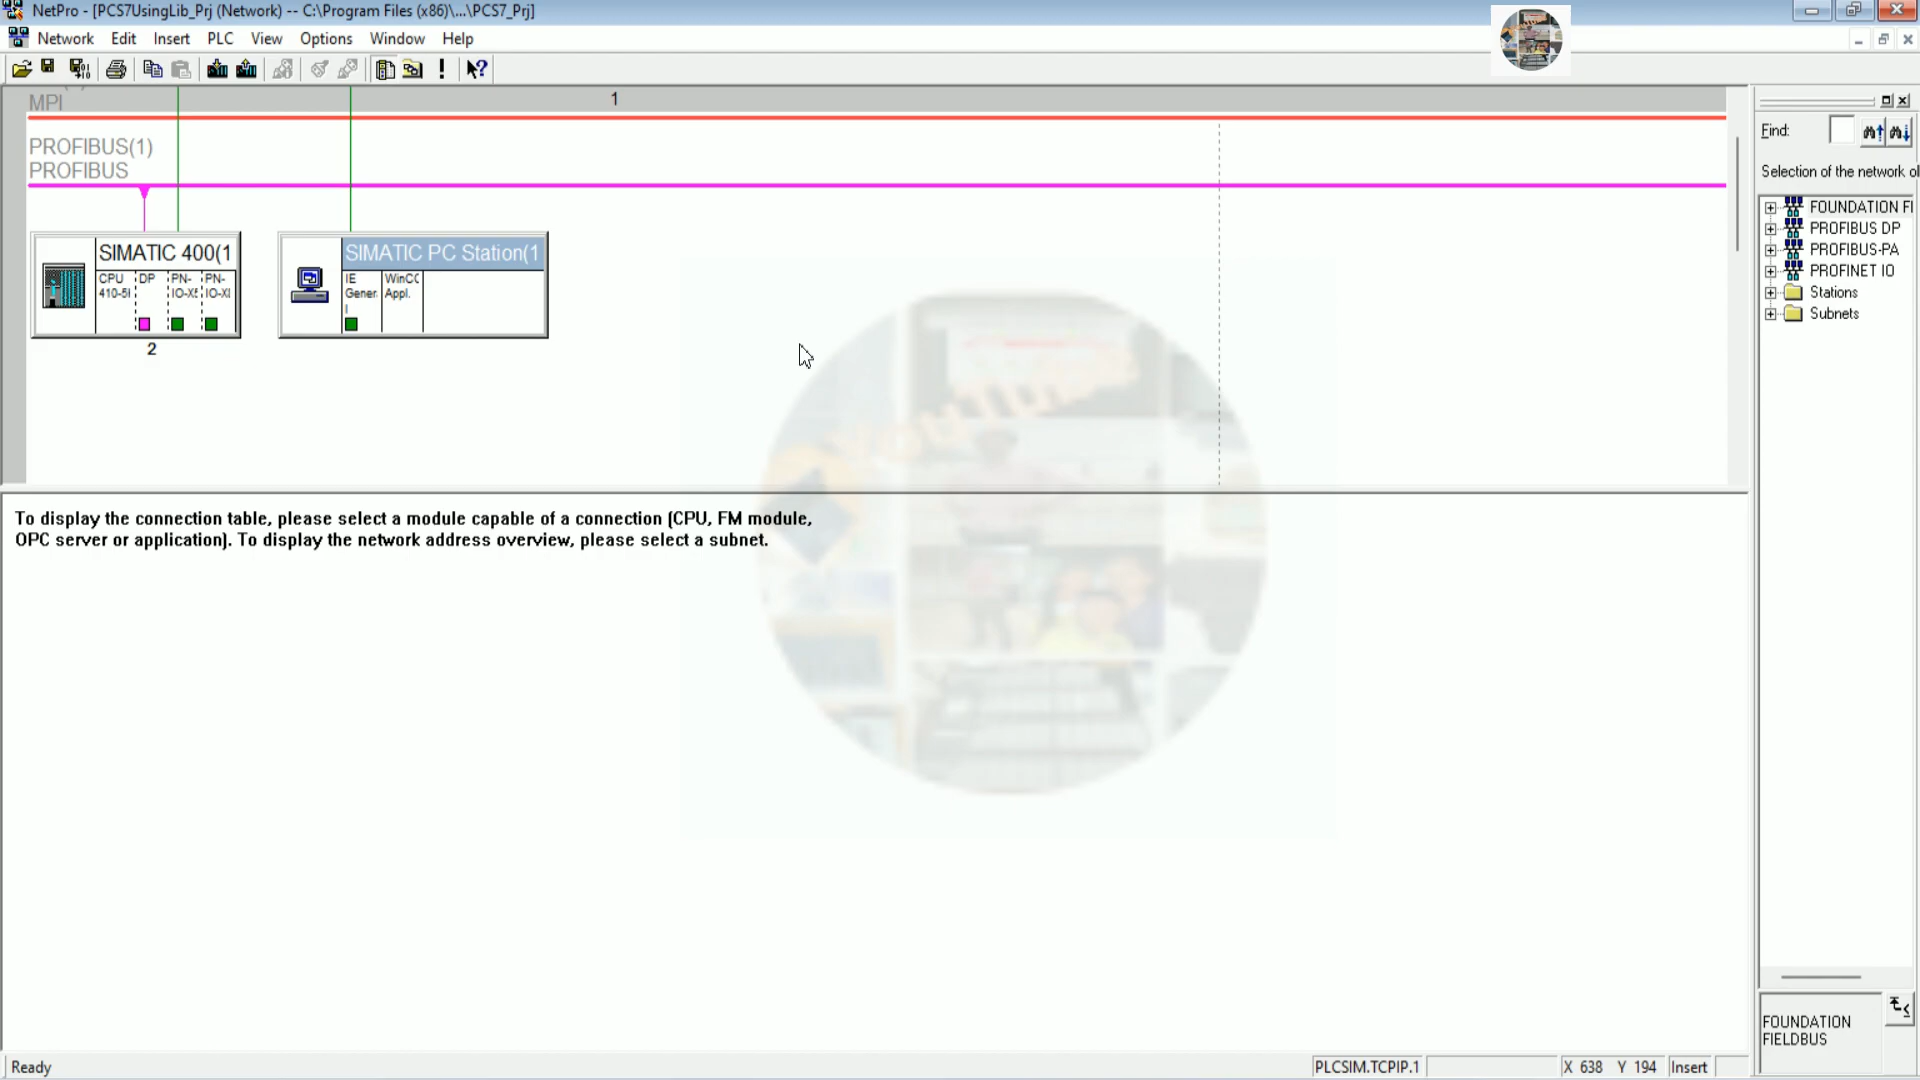 NetPro - [PCS7UsingLib_Prj (Network) -- C:\Program Files (x86)\...\PCS7_Prj]
Network Edit Insert PLC View Options Window Help
MPI
1
PROFIBUS(1)
PROFIBUS
SIMATIC 400(1
CPU 410-5
DP
PN-IO-X
PN-IO-X
2
SIMATIC PC Station(1
IE Gener
WinCC Appl.
Find:
Selection of the network o
FOUNDATION FI
PROFIBUS DP
PROFIBUS-PA
PROFINET IO
Stations
Subnets
To display the connection table, please select a module capable of a connection (CPU, FM module,
OPC server or application). To display the network address overview, please select a subnet.
FOUNDATION
FIELDBUS
Ready
PLCSIM.TCPIP.1
X 638 Y 194
Insert